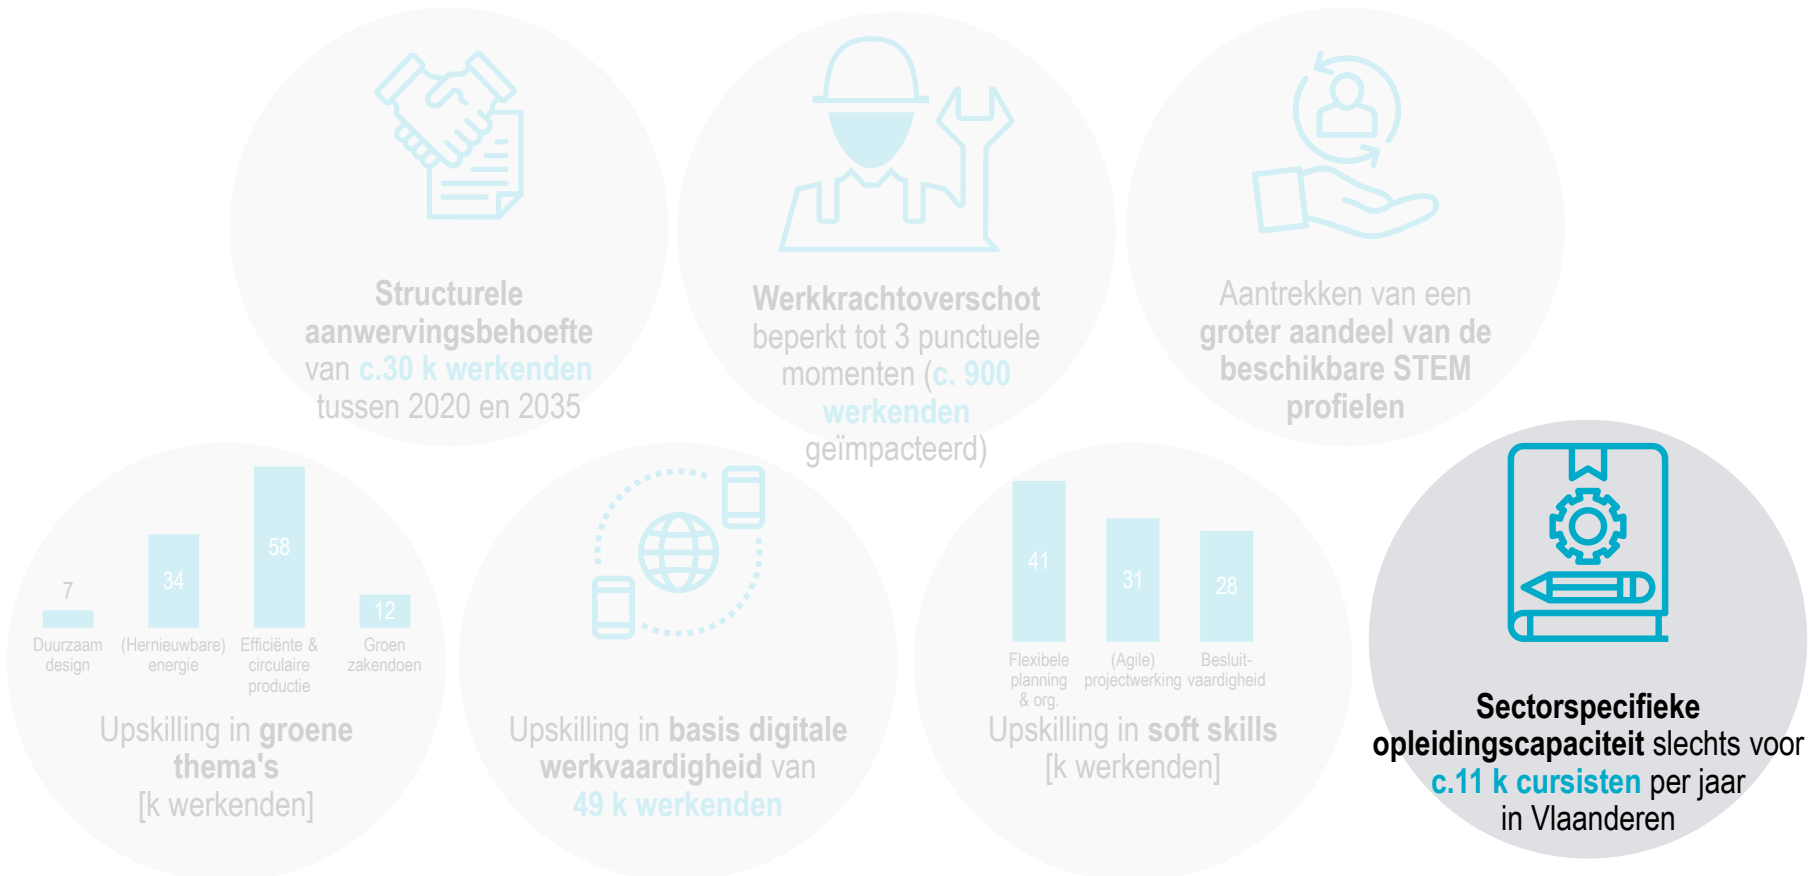 Structurele
aanwervingsbehoefte
van c.30 k werkenden
tussen 2020 en 2035
Werkkrachtoverschot
beperkt tot 3 punctuele
momenten (c. 900
werkenden
geïmpacteerd)
Aantrekken van een
groter aandeel van de
beschikbare STEM
profielen
7
34
58
12
Duurzaam
design
(Hernieuwbare)
energie
Efficiënte &
circulaire
productie
Groen
zakendoen
Upskilling in groene
thema's
[k werkenden]
Upskilling in basis digitale
werkvaardigheid van
49 k werkenden
41
31
28
Flexibele
planning
& org.
(Agile)
projectwerking
Besluit-
vaardigheid
Upskilling in soft skills
[k werkenden]
Sectorspecifieke
opleidingscapaciteit slechts voor
c.11 k cursisten per jaar
in Vlaanderen